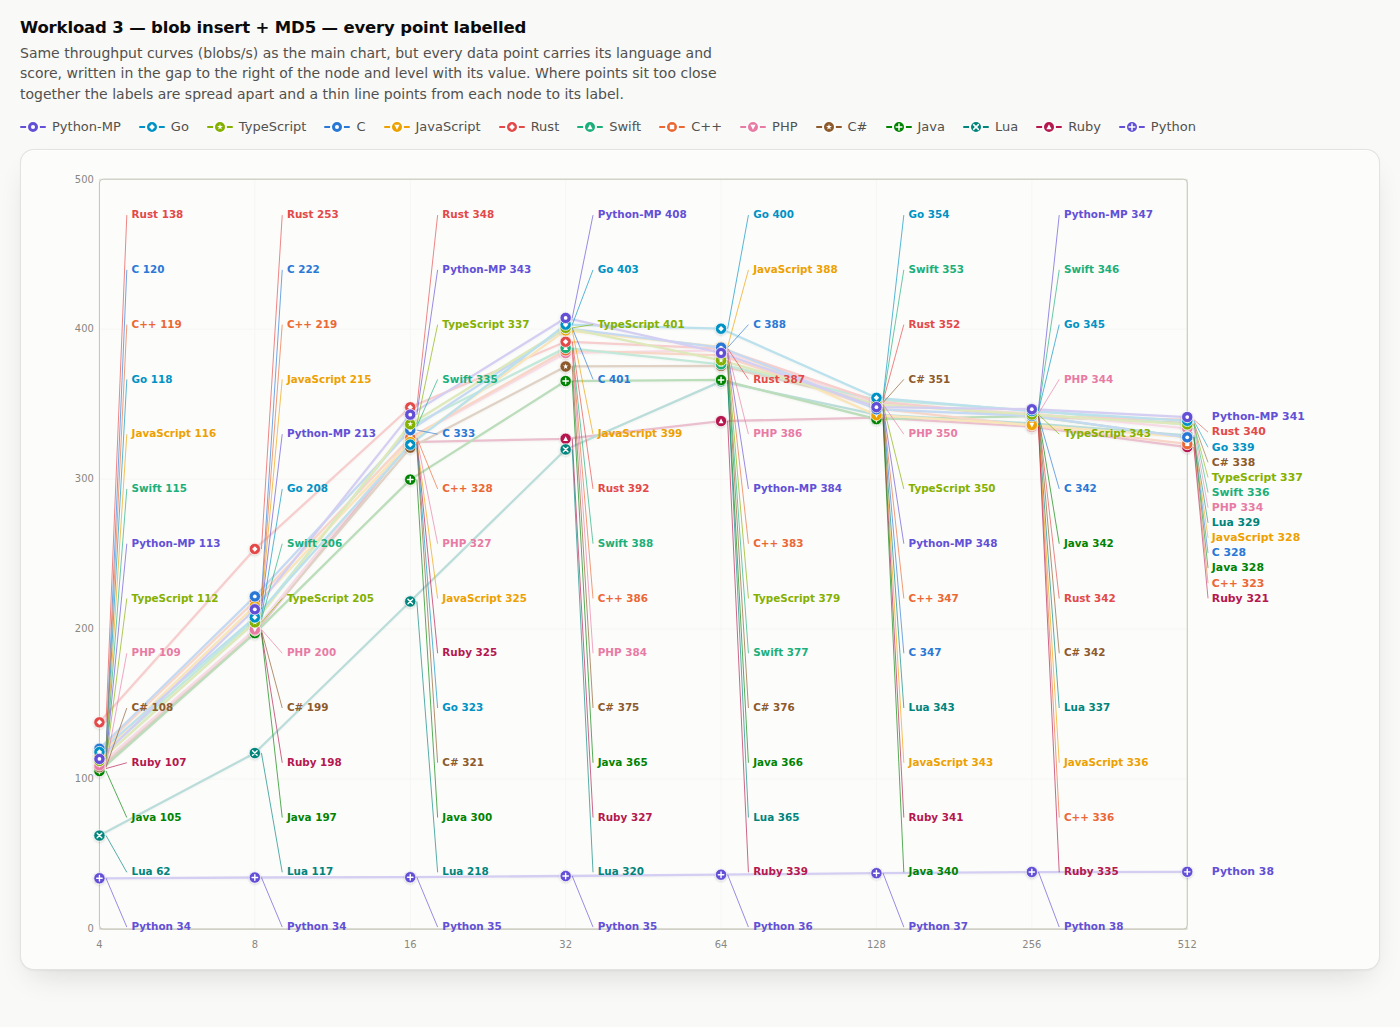 Workload 3 — blob insert + MD5 — every point labelled
Same throughput curves (blobs/s) as the main chart, but every data point carries its language and
score, written in the gap to the right of the node and level with its value. Where points sit too close
together the labels are spread apart and a thin line points from each node to its label.
Python-MP Go TypeScript C JavaScript Rust Swift C++ PHP C# Java Lua Ruby Python
500
400
300
200
100
0
4 8 16 32 64 128 256 512
Rust 138
C 120
C++ 119
Go 118
JavaScript 116
Swift 115
Python-MP 113
TypeScript 112
PHP 109
C# 108
Ruby 107
Java 105
Lua 62
Python 34
Rust 253
C 222
C++ 219
JavaScript 215
Python-MP 213
Go 208
Swift 206
TypeScript 205
PHP 200
C# 199
Ruby 198
Java 197
Lua 117
Python 34
Rust 348
Python-MP 343
TypeScript 337
Swift 335
C 333
C++ 328
PHP 327
JavaScript 325
Ruby 325
Go 323
C# 321
Java 300
Lua 218
Python 35
Python-MP 408
Go 403
TypeScript 401
C 401
JavaScript 399
Rust 392
Swift 388
C++ 386
PHP 384
C# 375
Java 365
Ruby 327
Lua 320
Python 35
Go 400
JavaScript 388
C 388
Rust 387
PHP 386
Python-MP 384
C++ 383
TypeScript 379
Swift 377
C# 376
Java 366
Lua 365
Ruby 339
Python 36
Go 354
Swift 353
Rust 352
C# 351
PHP 350
TypeScript 350
Python-MP 348
C++ 347
C 347
Lua 343
JavaScript 343
Ruby 341
Java 340
Python 37
Python-MP 347
Swift 346
Go 345
PHP 344
TypeScript 343
C 342
Java 342
Rust 342
C# 342
Lua 337
JavaScript 336
C++ 336
Ruby 335
Python 38
Python-MP 341
Rust 340
Go 339
C# 338
TypeScript 337
Swift 336
PHP 334
Lua 329
JavaScript 328
C 328
Java 328
C++ 323
Ruby 321
Python 38